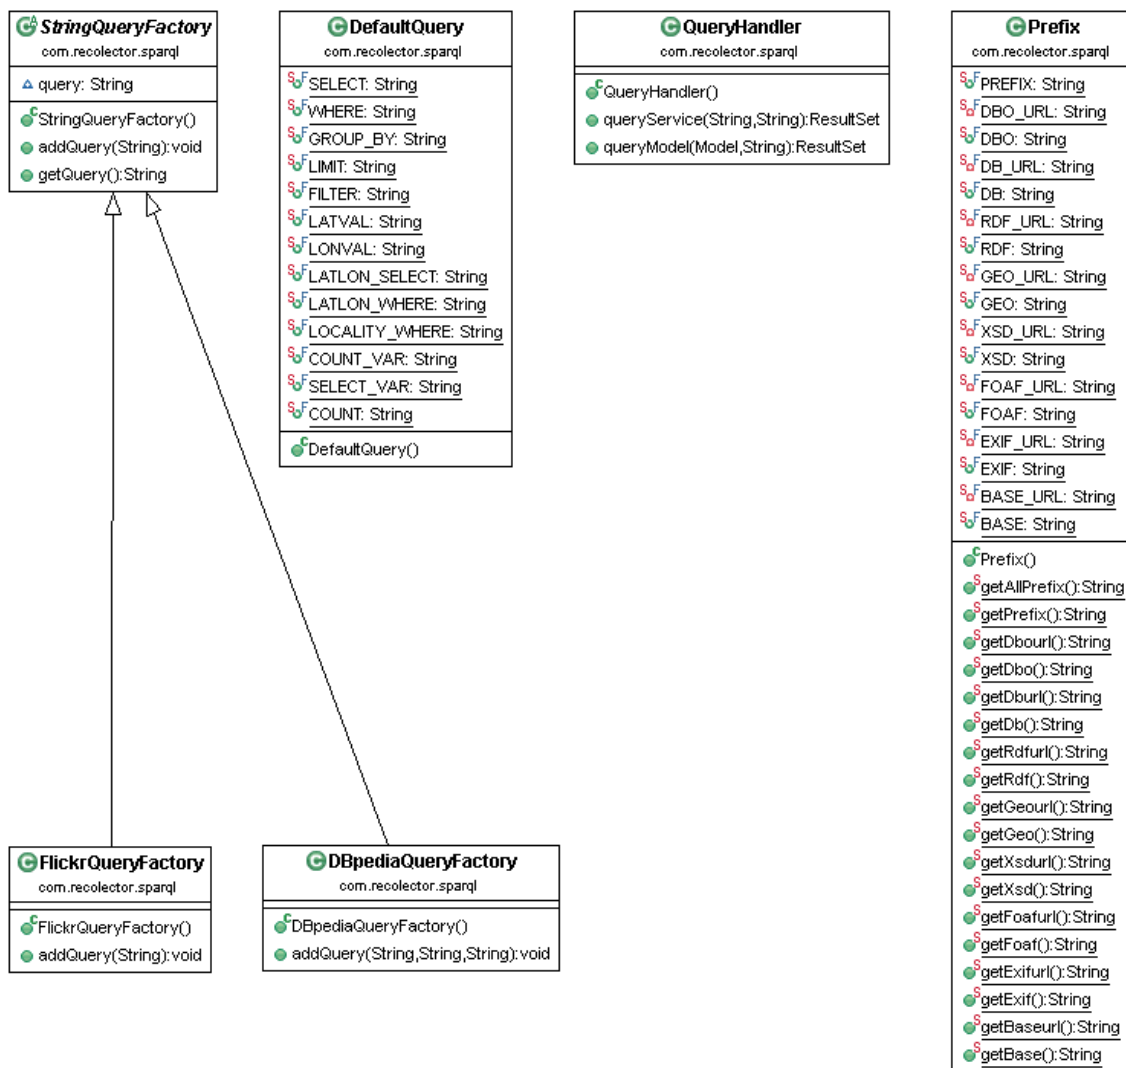 StringQueryFactory
com.recolector.sparql
query: String
StringQueryFactory()
addQuery(String):void
getQuery():String
DefaultQuery
com.recolector.sparql
SELECT: String
WHERE: String
GROUP_BY: String
LIMIT: String
FILTER: String
LATVAL: String
LONVAL: String
LATLON_SELECT: String
LATLON_WHERE: String
LOCALITY_WHERE: String
COUNT_VAR: String
SELECT_VAR: String
COUNT: String
DefaultQuery()
QueryHandler
com.recolector.sparql
QueryHandler()
queryService(String,String):ResultSet
queryModel(Model,String):ResultSet
Prefix
com.recolector.sparql
PREFIX: String
DBO_URL: String
DBO: String
DB_URL: String
DB: String
RDF_URL: String
RDF: String
GEO_URL: String
GEO: String
XSD_URL: String
XSD: String
FOAF_URL: String
FOAF: String
EXIF_URL: String
EXIF: String
BASE_URL: String
BASE: String
Prefix()
getAllPrefix():String
getPrefix():String
getDbourl():String
getDbo():String
getDburl():String
getDb():String
getRdfurl():String
getRdf():String
getGeourl():String
getGeo():String
getXsdurl():String
getXsd():String
getFoafurl():String
getFoaf():String
getExifurl():String
getExif():String
getBaseurl():String
getBase():String
FlickrQueryFactory
com.recolector.sparql
FlickrQueryFactory()
addQuery(String):void
DBpediaQueryFactory
com.recolector.sparql
DBpediaQueryFactory()
addQuery(String,String,String):void